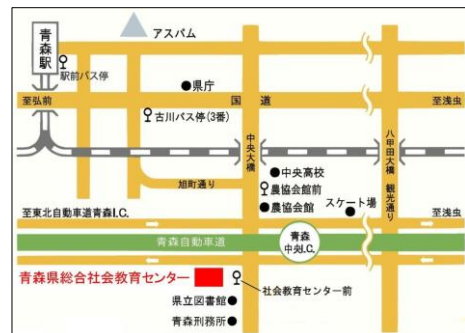 アスパム
青森駅
駅前バス停
県庁
至弘前
国道
至浅虫
古川バス停(3番)
中央大橋
八甲田大橋
観光通り
中央高校
旭町通り
農協会館前
スケート場
農協会館
至東北自動車道青森I.C.
至浅虫
青森自動車道
青森
中央I.C.
青森県総合社会教育センター
社会教育センター前
県立図書館
青森刑務所